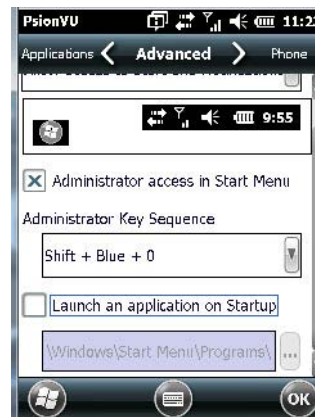 PsionVU 11:2
Applications Advanced Phone
9:55
Administrator access in Start Menu
Administrator Key Sequence
Shift + Blue + 0
Launch an application on Startup
\Windows\Start Menu\Programs\ ...
OK